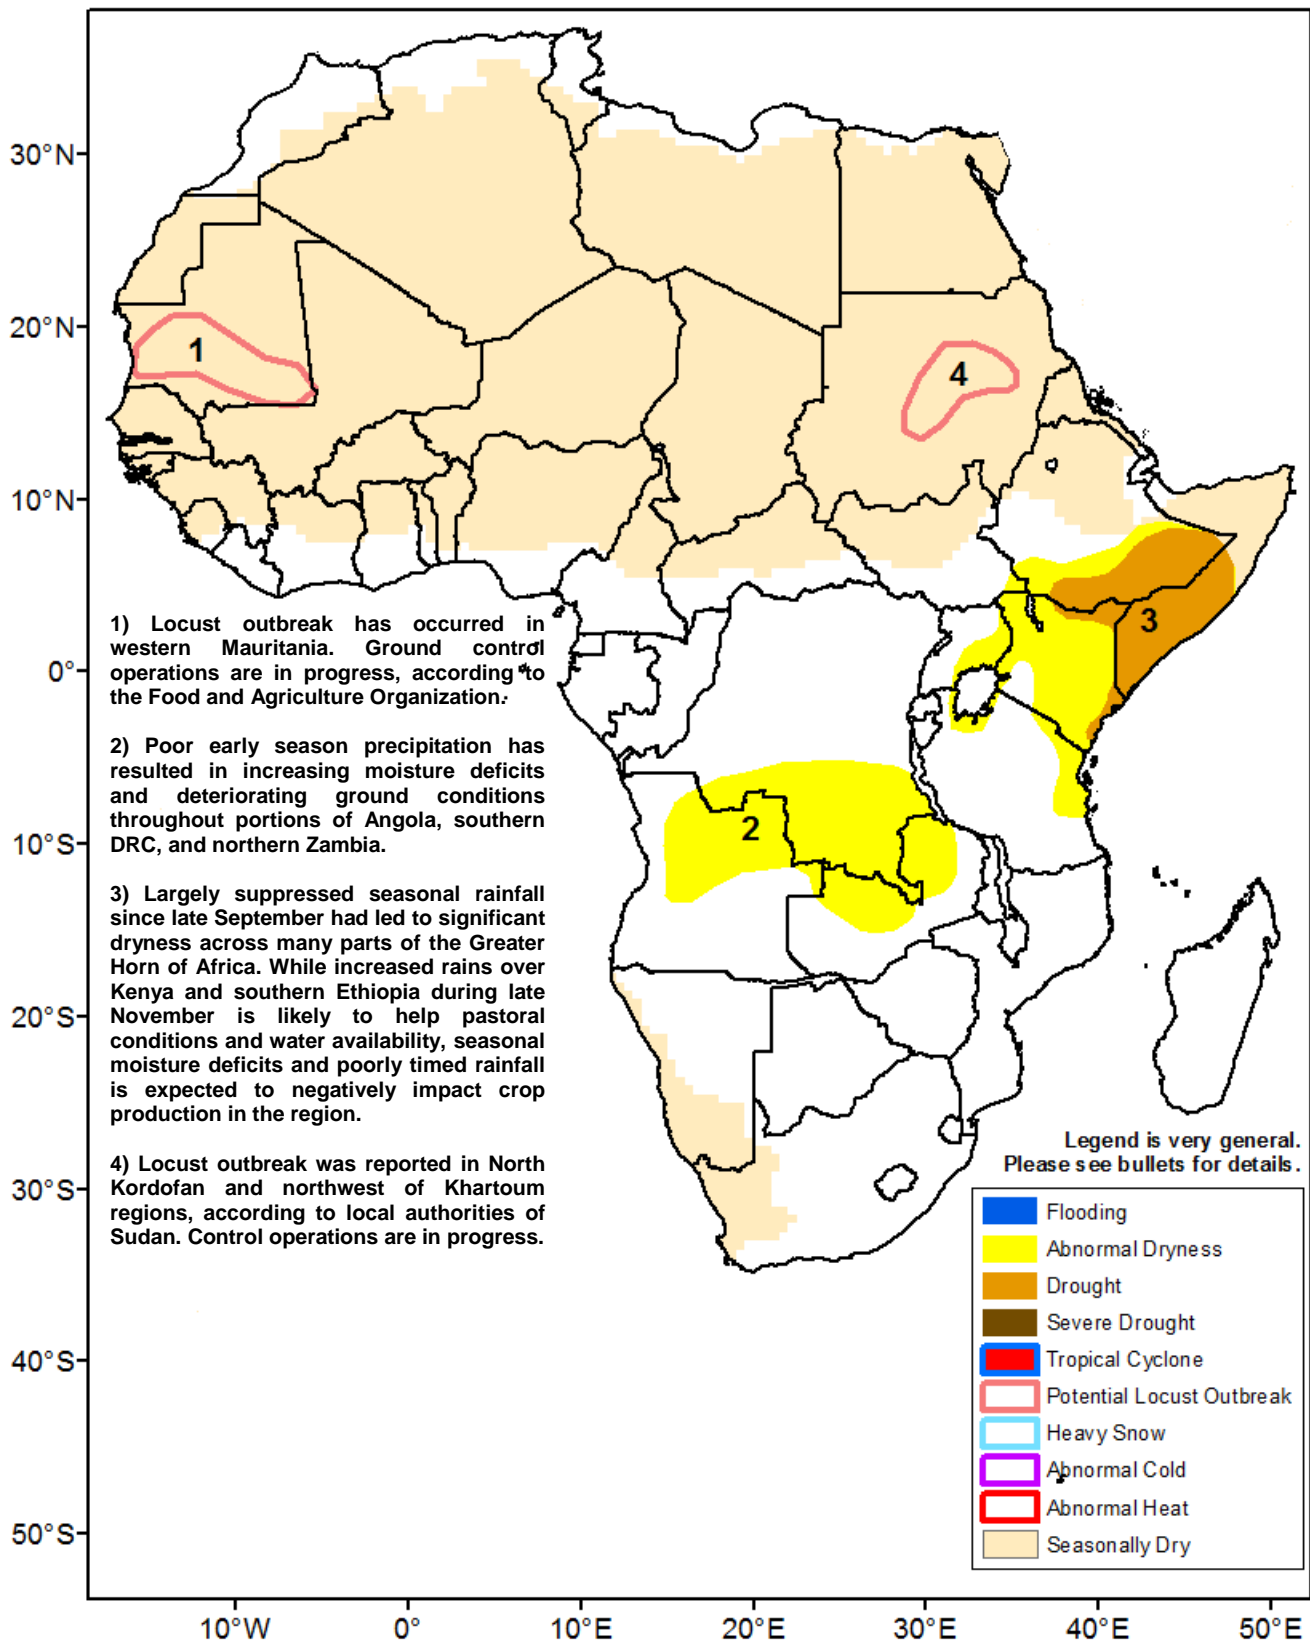 30°N
20°N
10°N
0°
10°S
20°S
30°S
40°S
50°S
1
4
3
2
1) Locust outbreak has occurred in
western Mauritania. Ground control
operations are in progress, according to
the Food and Agriculture Organization.
2) Poor early season precipitation has
resulted in increasing moisture deficits
and deteriorating ground conditions
throughout portions of Angola, southern
DRC, and northern Zambia.
3) Largely suppressed seasonal rainfall
since late September had led to significant
dryness across many parts of the Greater
Horn of Africa. While increased rains over
Kenya and southern Ethiopia during late
November is likely to help pastoral
conditions and water availability, seasonal
moisture deficits and poorly timed rainfall
is expected to negatively impact crop
production in the region.
4) Locust outbreak was reported in North
Kordofan and northwest of Khartoum
regions, according to local authorities of
Sudan. Control operations are in progress.
Legend is very general.
Please see bullets for details.
Flooding
Abnormal Dryness
Drought
Severe Drought
Tropical Cyclone
Potential Locust Outbreak
Heavy Snow
Abnormal Cold
Abnormal Heat
Seasonally Dry
10°W
0°
10°E
20°E
30°E
40°E
50°E